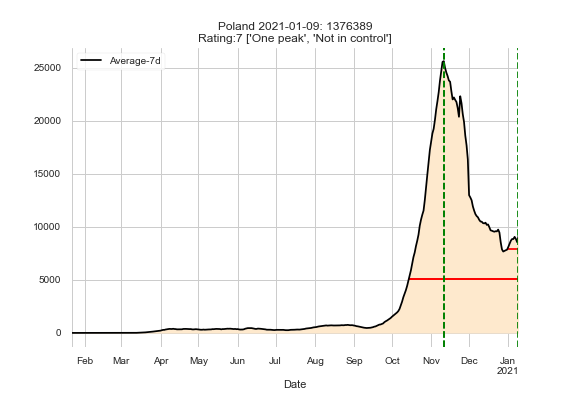 Poland 2021-01-09: 1376389
Rating:7 ['One peak', 'Not in control']
Average-7d
25000
20000
15000
10000
5000
0
Feb Mar Apr May Jun Jul Aug Sep Oct Nov Dec Jan
2021
Date